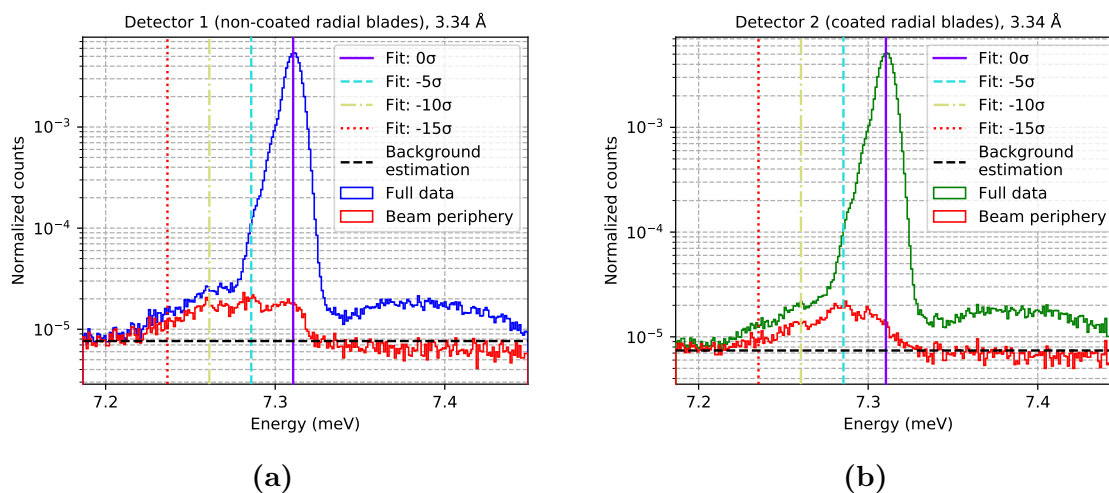 Detector 1 (non-coated radial blades), 3.34 Å
Normalized counts
10⁻³
10⁻⁴
10⁻⁵
Fit: 0σ
Fit: -5σ
Fit: -10σ
Fit: -15σ
Background
estimation
Full data
Beam periphery
7.2 7.3 7.4
Energy (meV)
(a)
Detector 2 (coated radial blades), 3.34 Å
Normalized counts
10⁻³
10⁻⁴
10⁻⁵
Fit: 0σ
Fit: -5σ
Fit: -10σ
Fit: -15σ
Background
estimation
Full data
Beam periphery
7.2 7.3 7.4
Energy (meV)
(b)